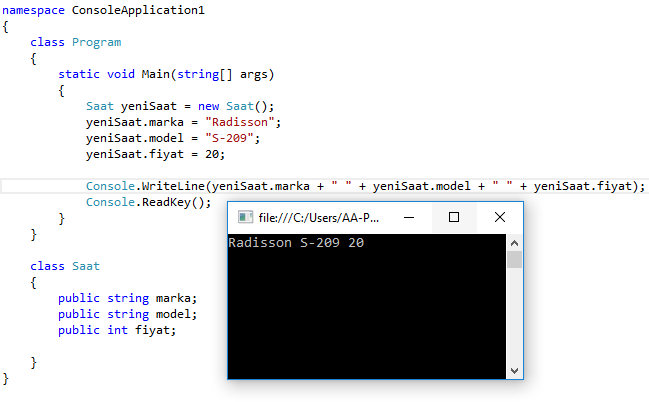 namespace ConsoleApplication1
{
    class Program
    {
        static void Main(string[] args)
        {
            Saat yeniSaat = new Saat();
            yeniSaat.marka = "Radisson";
            yeniSaat.model = "S-209";
            yeniSaat.fiyat = 20;

            Console.WriteLine(yeniSaat.marka + " " + yeniSaat.model + " " + yeniSaat.fiyat);
            Console.ReadKey();
        }
    }

    class Saat
    {
        public string marka;
        public string model;
        public int fiyat;

    }
}
file:///C:/Users/AA-P...
Radisson S-209 20